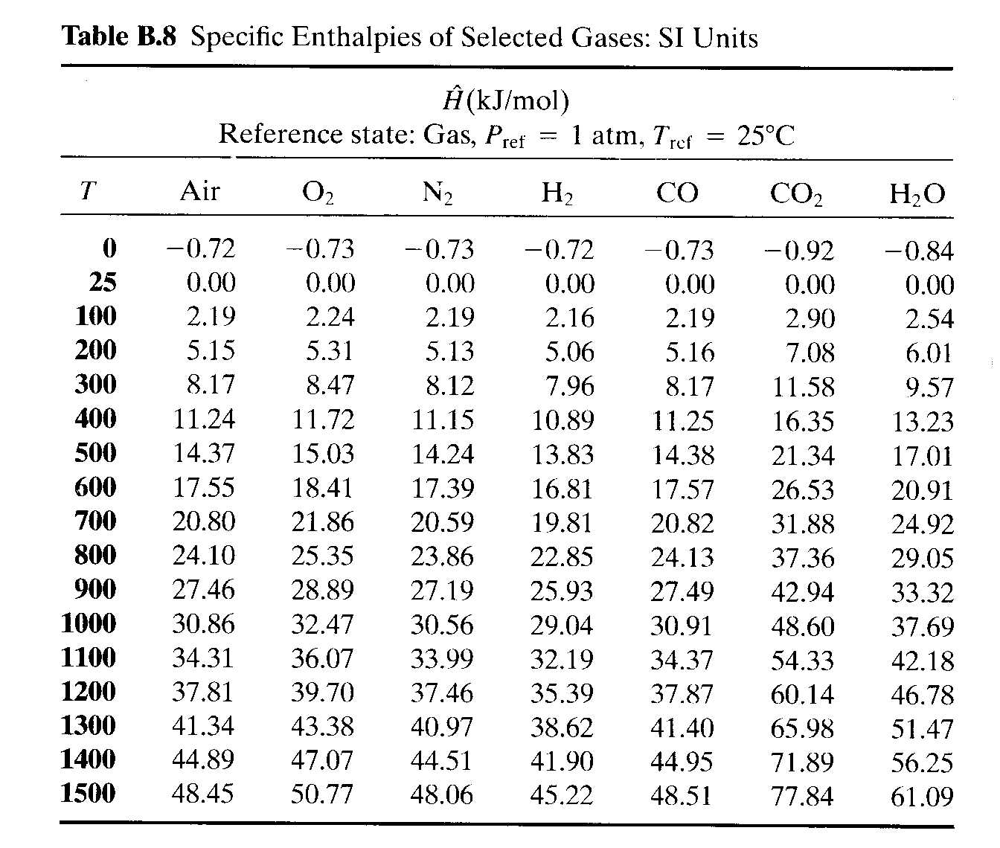 Table B.8 Specific Enthalpies of Selected Gases: SI Units
Ĥ(kJ/mol)
Reference state: Gas, Pref = 1 atm, Tref = 25°C
T Air O2 N2 H2 CO CO2 H2O
0 −0.72 −0.73 −0.73 −0.72 −0.73 −0.92 −0.84
25 0.00 0.00 0.00 0.00 0.00 0.00 0.00
100 2.19 2.24 2.19 2.16 2.19 2.90 2.54
200 5.15 5.31 5.13 5.06 5.16 7.08 6.01
300 8.17 8.47 8.12 7.96 8.17 11.58 9.57
400 11.24 11.72 11.15 10.89 11.25 16.35 13.23
500 14.37 15.03 14.24 13.83 14.38 21.34 17.01
600 17.55 18.41 17.39 16.81 17.57 26.53 20.91
700 20.80 21.86 20.59 19.81 20.82 31.88 24.92
800 24.10 25.35 23.86 22.85 24.13 37.36 29.05
900 27.46 28.89 27.19 25.93 27.49 42.94 33.32
1000 30.86 32.47 30.56 29.04 30.91 48.60 37.69
1100 34.31 36.07 33.99 32.19 34.37 54.33 42.18
1200 37.81 39.70 37.46 35.39 37.87 60.14 46.78
1300 41.34 43.38 40.97 38.62 41.40 65.98 51.47
1400 44.89 47.07 44.51 41.90 44.95 71.89 56.25
1500 48.45 50.77 48.06 45.22 48.51 77.84 61.09